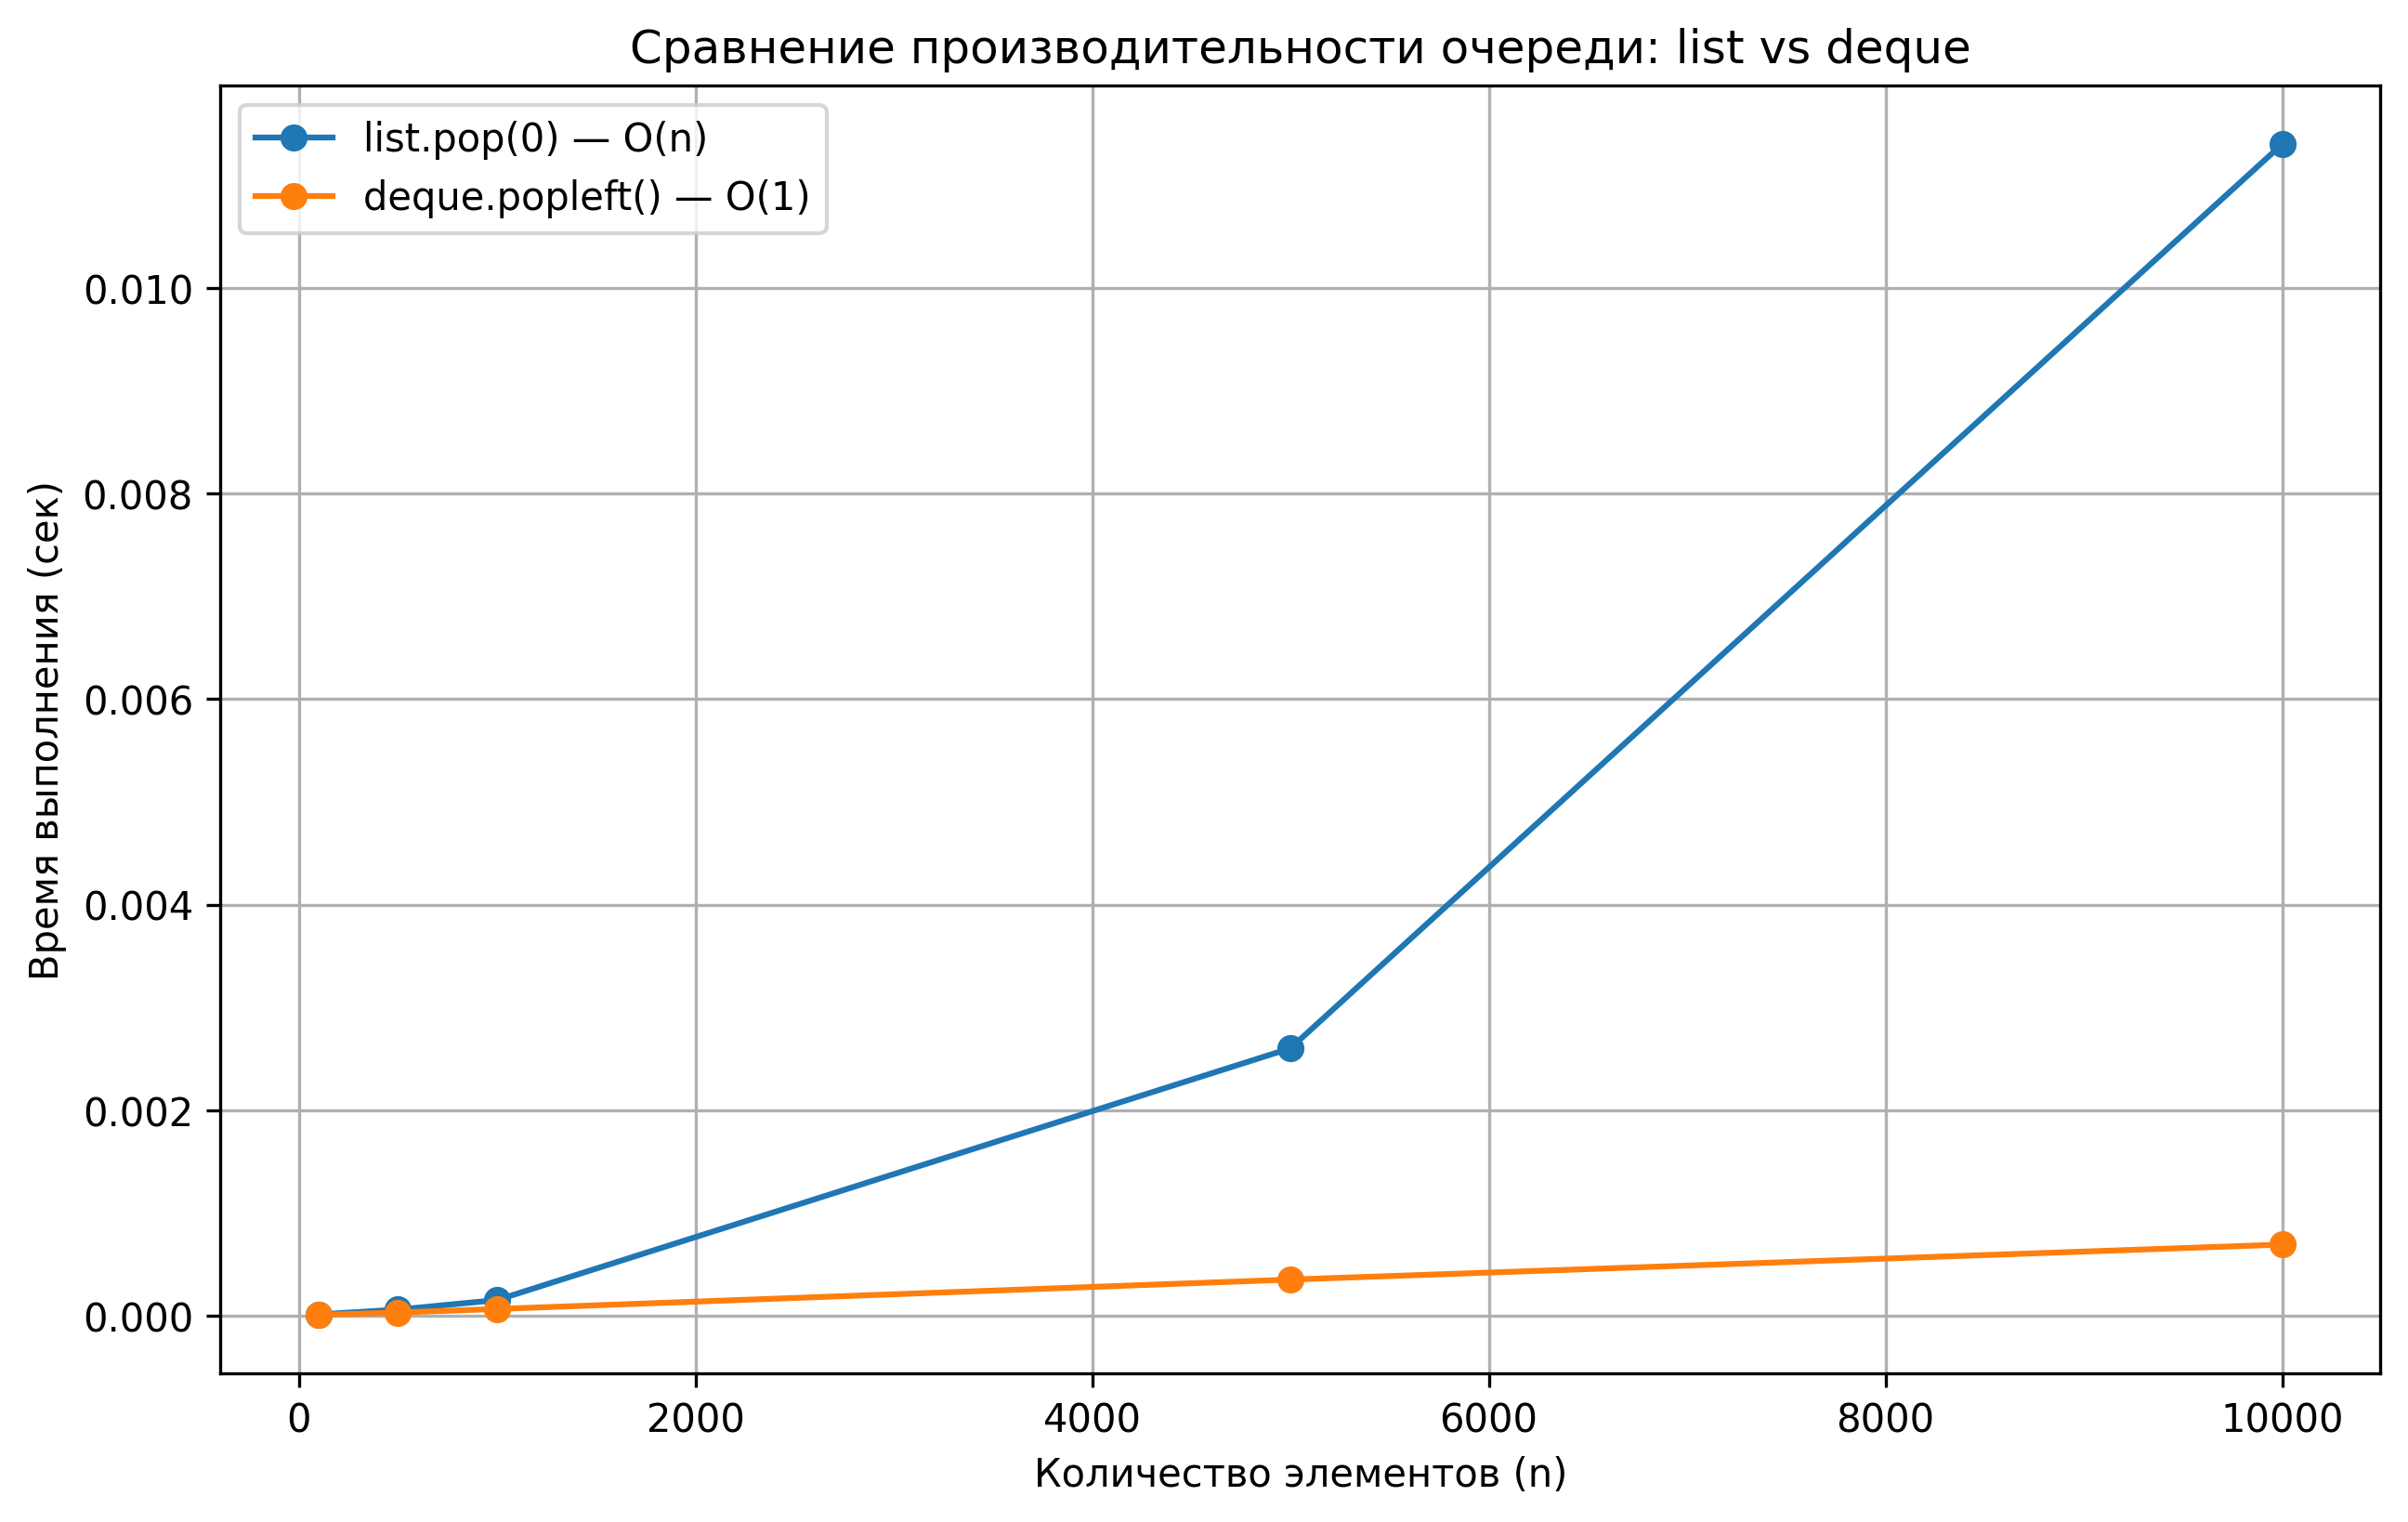 Сравнение производительности очереди: list vs deque
list.pop(0) — O(n)
deque.popleft() — O(1)
Время выполнения (сек)
0.010
0.008
0.006
0.004
0.002
0.000
0 2000 4000 6000 8000 10000
Количество элементов (n)